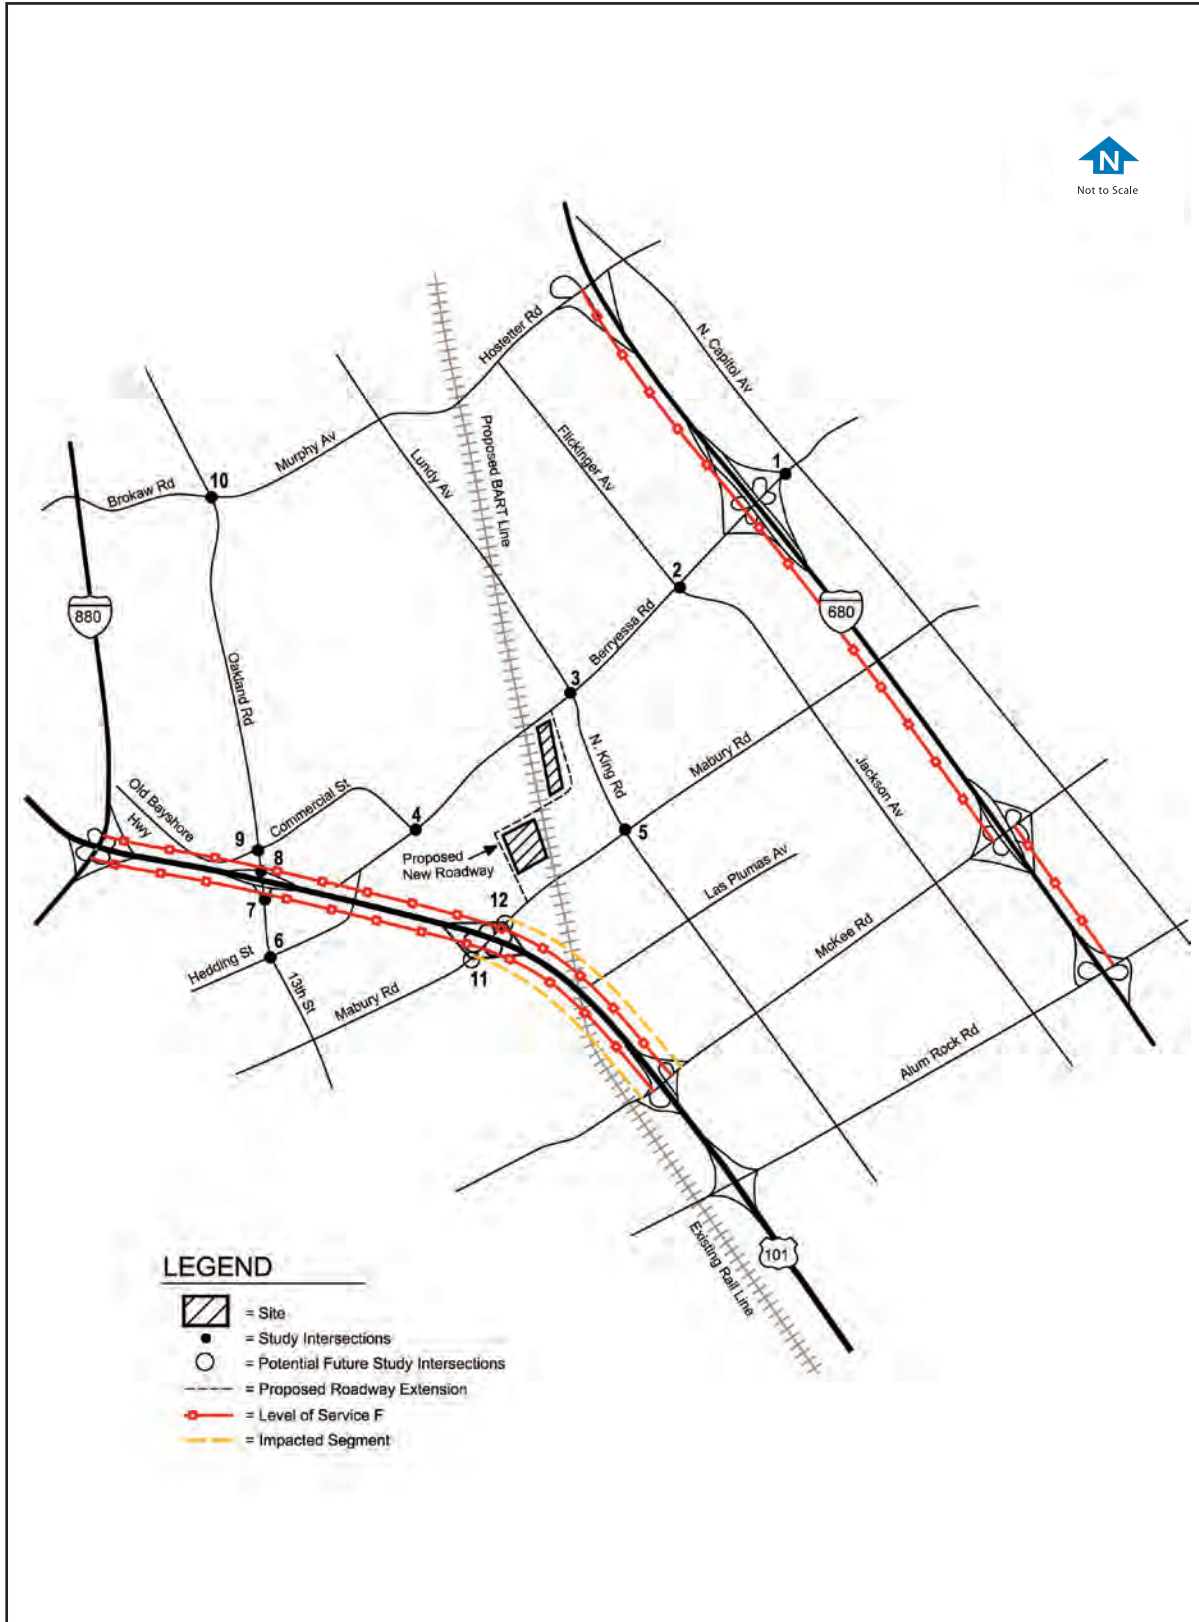 N
Not to Scale
Hostetter Rd
N. Capitol Av
Murphy Av
Proposed BART Line
Flickinger Av
Lundy Av
1
Brokaw Rd
10
2
680
880
Berryessa Rd
Oakland Rd
3
N. King Rd
Mabury Rd
Jackson Av
Old Bayshore
Hwy
Commercial St
4
5
9
8
Proposed
New Roadway
Las Plumas Av
7
12
McKee Rd
6
Hedding St
11
13th St
Mabury Rd
Alum Rock Rd
Existing Rail Line
101
LEGEND
= Site
= Study Intersections
= Potential Future Study Intersections
= Proposed Roadway Extension
= Level of Service F
= Impacted Segment